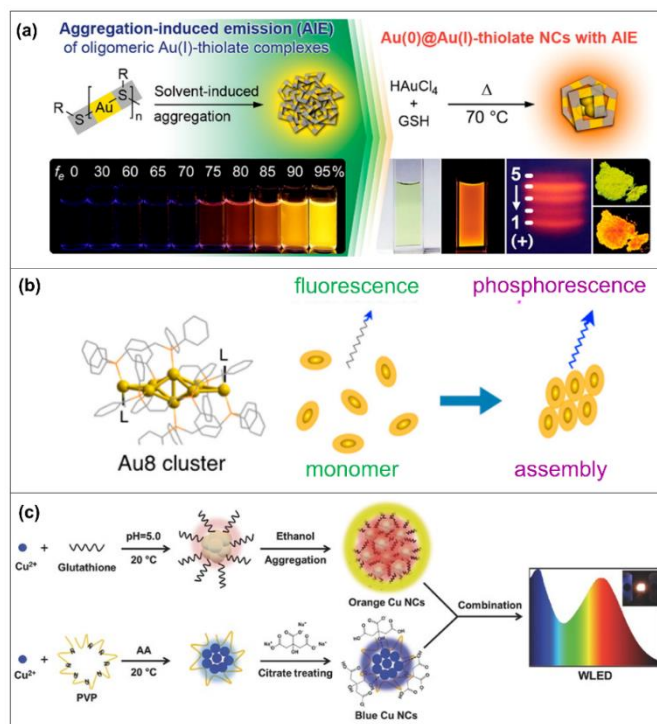 (a)
Aggregation-induced emission (AIE)
of oligomeric Au(I)-thiolate complexes
Au(0)@Au(I)-thiolate NCs with AIE
R
S
Au
S
R
n
Solvent-induced
aggregation
HAuCl4
+
GSH
Δ
70 °C
fe 0 30 60 65 70 75 85 90 95%
5
1
(+)
(b)
fluorescence
phosphorescence
L
L
Au8 cluster
monomer
assembly
(c)
Cu2+ + Glutathione
pH=5.0
20 °C
Ethanol
Aggregation
Orange Cu NCs
Combination
WLED
Cu2+ + PVP
AA
20 °C
Citrate treating
Blue Cu NCs